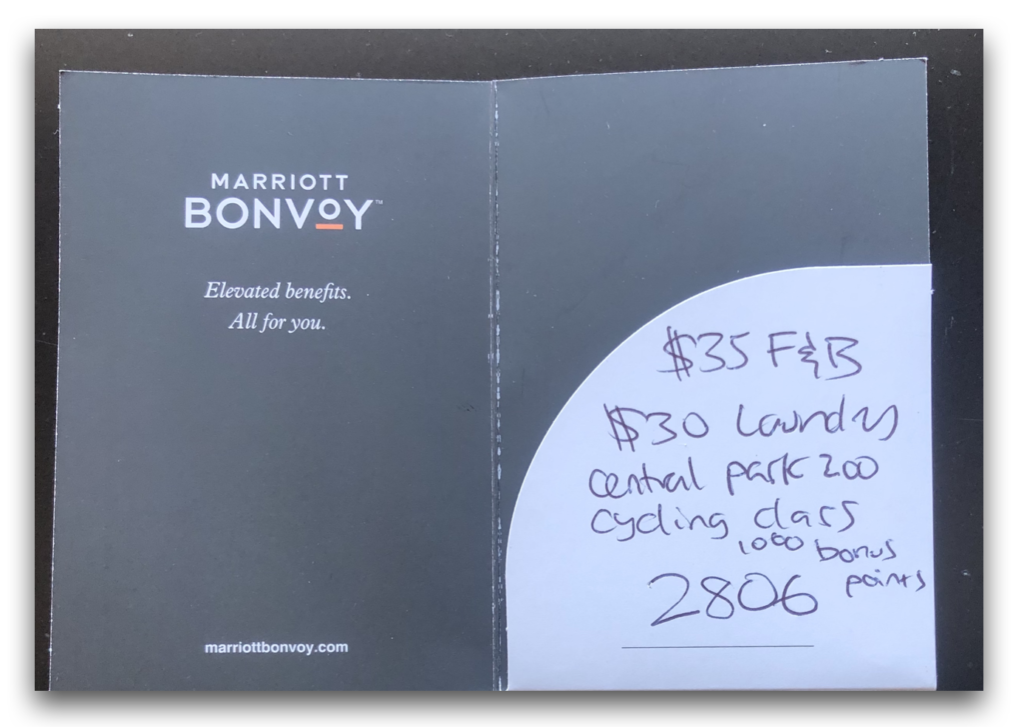 MARRIOTT
BONVOY™
Elevated benefits.
All for you.
marriottbonvoy.com
$35 F&B
$30 Laundry
central park zoo
cycling class
1000 bonus
points
2806